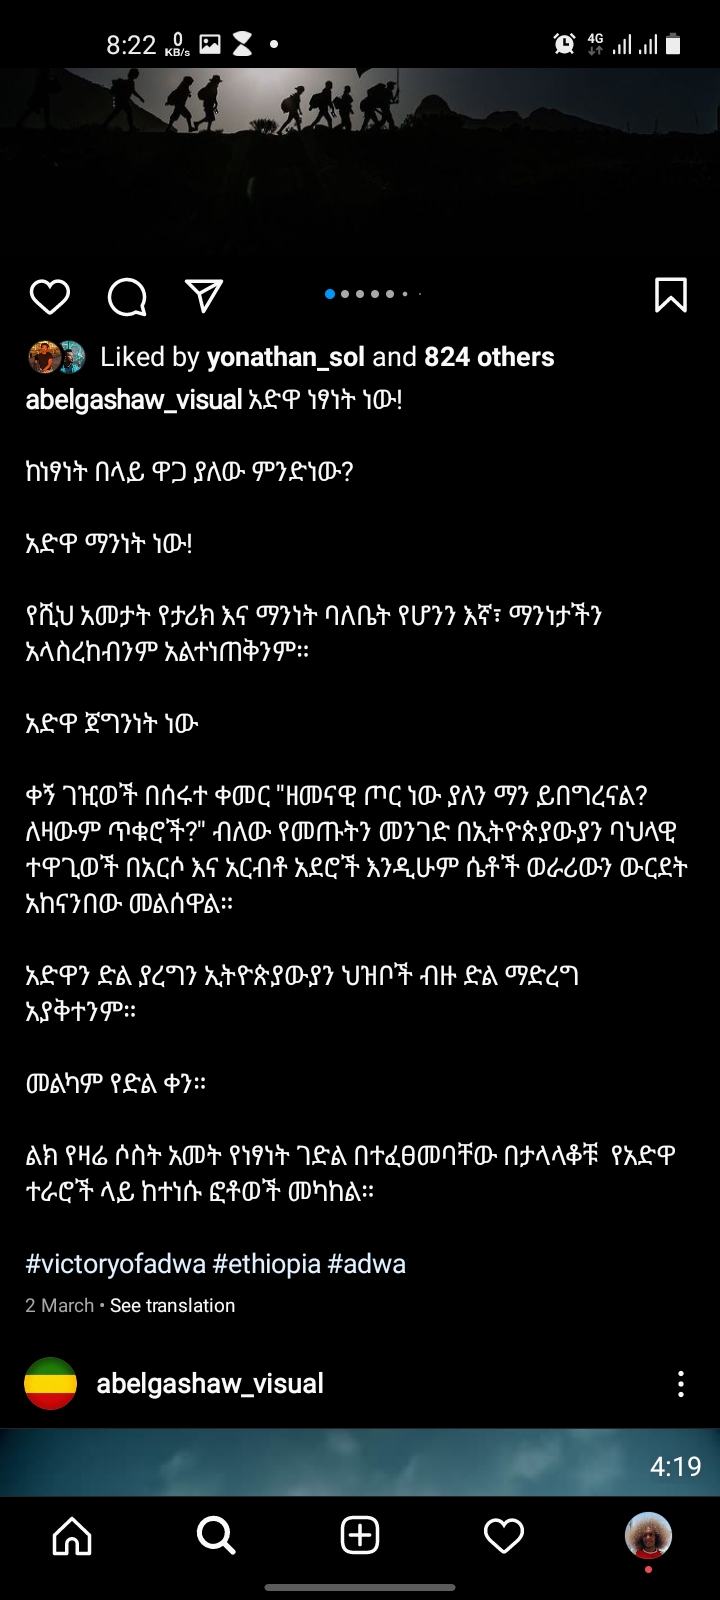 8:22 0 KB/s 4G
Liked by yonathan_sol and 824 others
abelgashaw_visual አድዋ ነፃነት ነው!
ከነፃነት በላይ ዋጋ ያለው ምንድነው?
አድዋ ማንነት ነው!
የሺህ አመታት የታሪክ እና ማንነት ባለቤት የሆንን እኛ፣ ማንነታችን
አላስረከብንም አልተነጠቅንም።
አድዋ ጀግንነት ነው
ቀኝ ገዢወች በሰሩተ ቀመር "ዘመናዊ ጦር ነው ያለን ማን ይበግረናል?
ለዛውም ጥቁሮች?" ብለው የመጡትን መንገድ በኢትዮጵያውያን ባህላዊ
ተዋጊወች በአርሶ እና አርብቶ አደሮች እንዲሁም ሴቶች ወራሪውን ውርደት
አከናንበው መልሰዋል።
አድዋን ድል ያረግን ኢትዮጵያውያን ህዝቦች ብዙ ድል ማድረግ
አያቅተንም።
መልካም የድል ቀን።
ልክ የዛሬ ሶስት አመት የነፃነት ገድል በተፈፀመባቸው በታላላቆቹ የአድዋ
ተራሮች ላይ ከተነሱ ፎቶወች መካከል።
#victoryofadwa #ethiopia #adwa
2 March • See translation
abelgashaw_visual
4:19